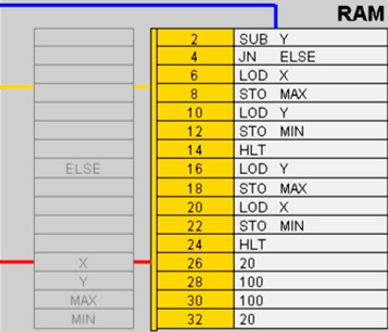 RAM
2 SUB Y
4 JN ELSE
6 LOD X
8 STO MAX
10 LOD Y
12 STO MIN
14 HLT
ELSE 16 LOD Y
18 STO MAX
20 LOD X
22 STO MIN
24 HLT
X 26 20
Y 28 100
MAX 30 100
MIN 32 20